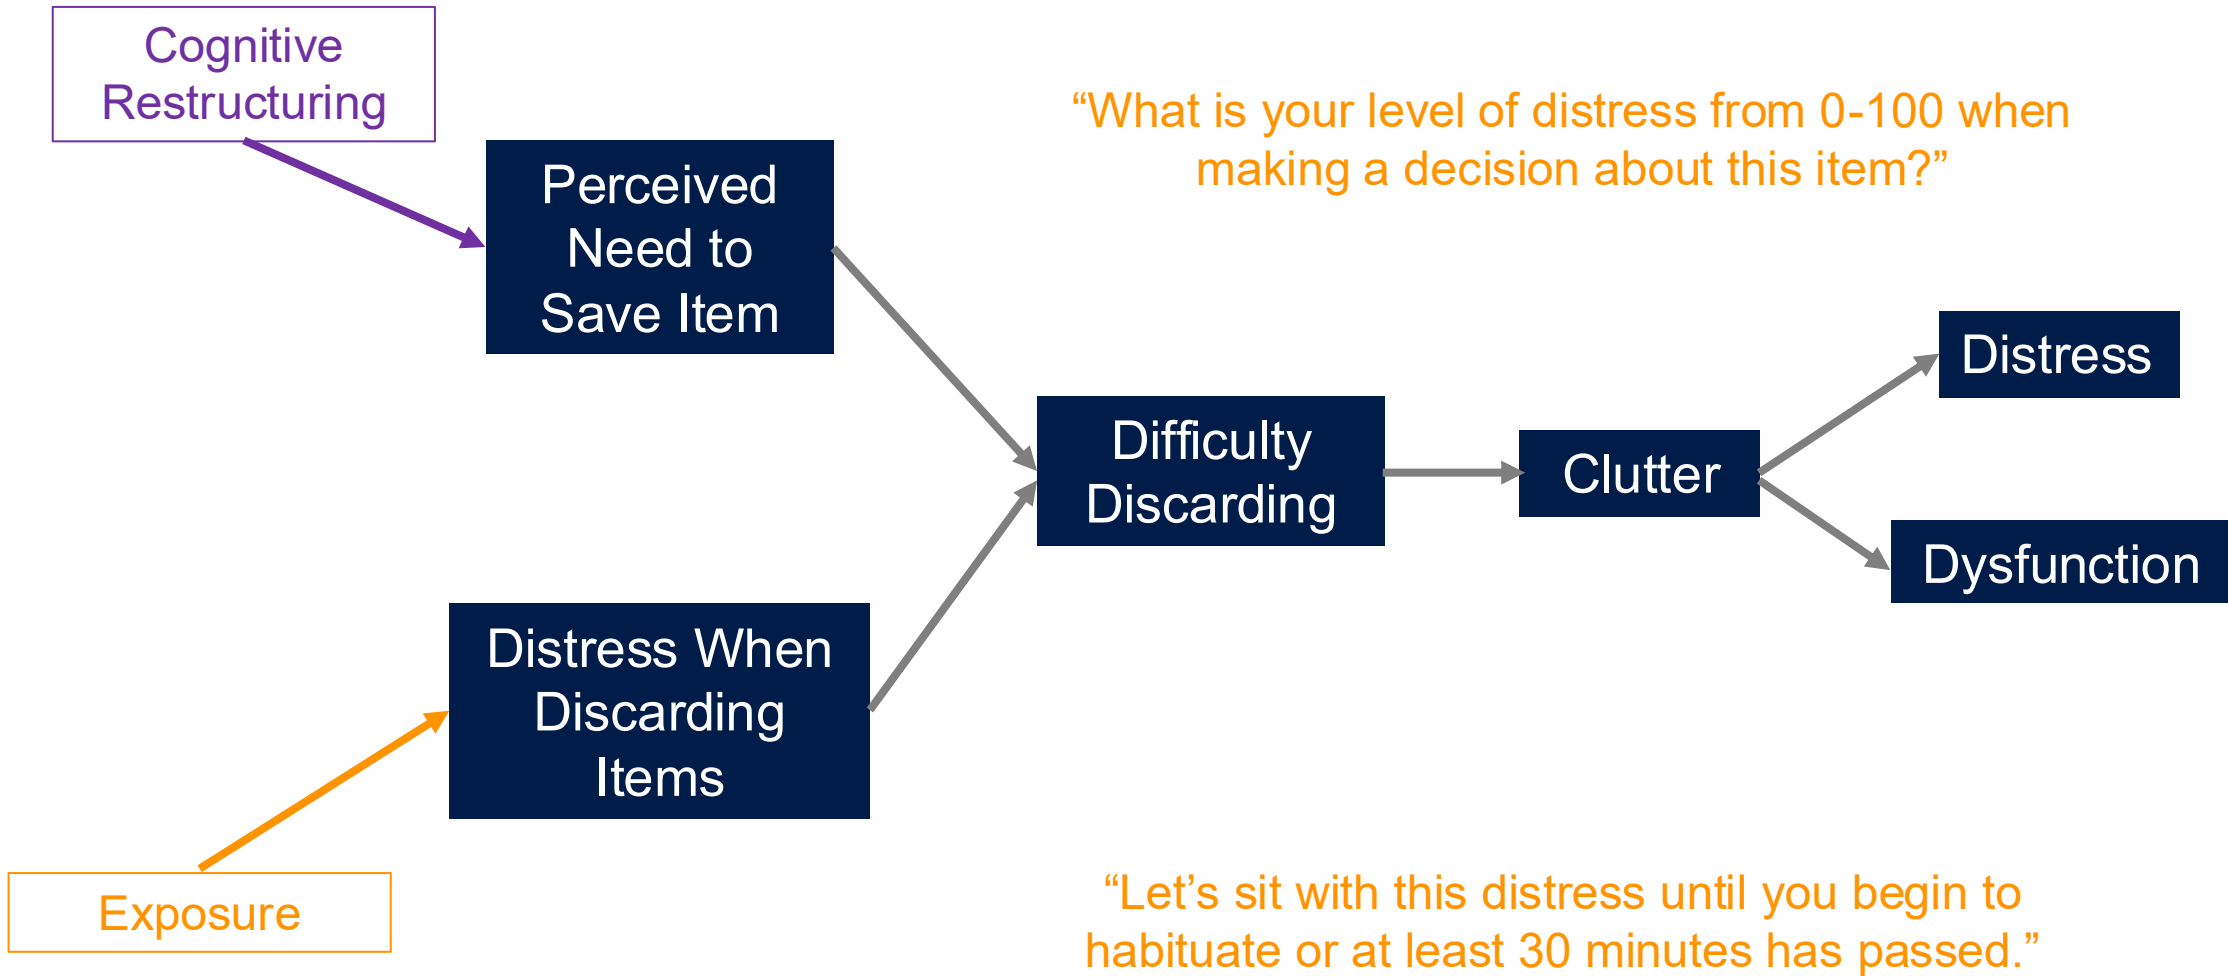 Cognitive
Restructuring
“What is your level of distress from 0-100 when
making a decision about this item?”
Perceived
Need to
Save Item
Distress
Difficulty
Discarding
Clutter
Dysfunction
Distress When
Discarding
Items
Exposure
“Let’s sit with this distress until you begin to
habituate or at least 30 minutes has passed.”